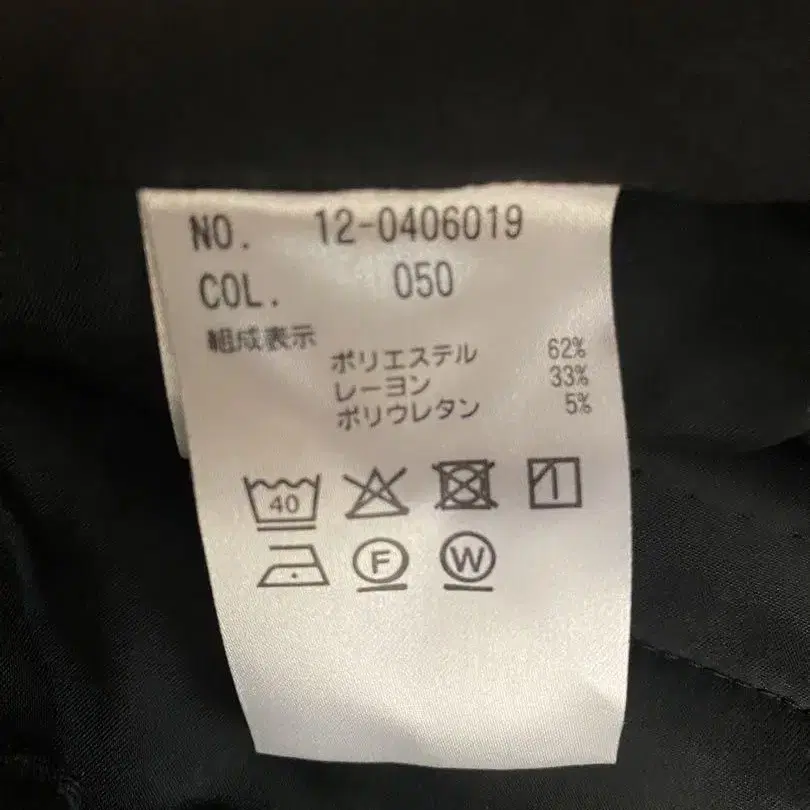 NO. 12-0406019
COL. 050
組成表示
ポリエステル 62%
レーヨン 33%
ポリウレタン 5%
40
F W